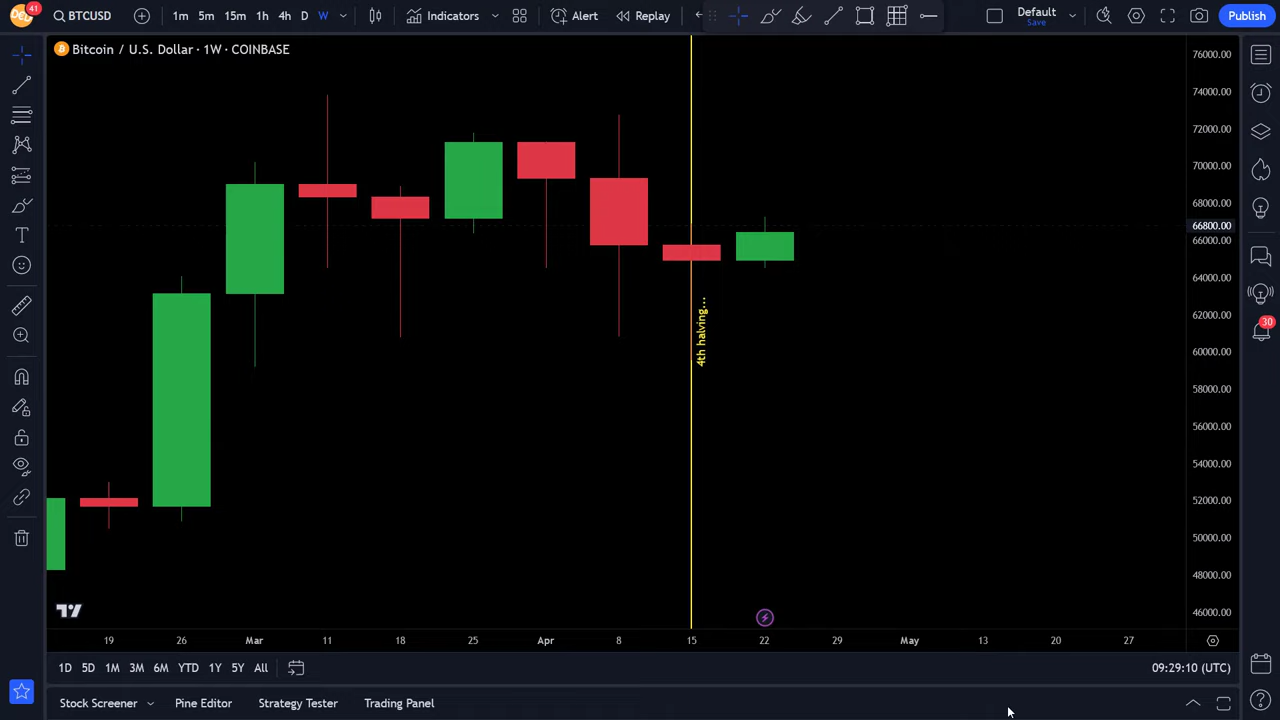 41
BTCUSD
1m 5m 15m 1h 4h D W
Indicators
Alert
Replay
Default
Save
Publish
Bitcoin / U.S. Dollar · 1W · COINBASE
76000.00
74000.00
72000.00
70000.00
68000.00
66800.00
66000.00
64000.00
62000.00
60000.00
58000.00
56000.00
54000.00
52000.00
50000.00
48000.00
46000.00
4th halving...
30
19 26 Mar 11 18 25 Apr 8 15 22 29 May 13 20 27
1D 5D 1M 3M 6M YTD 1Y 5Y All
09:29:10 (UTC)
Stock Screener Pine Editor Strategy Tester Trading Panel